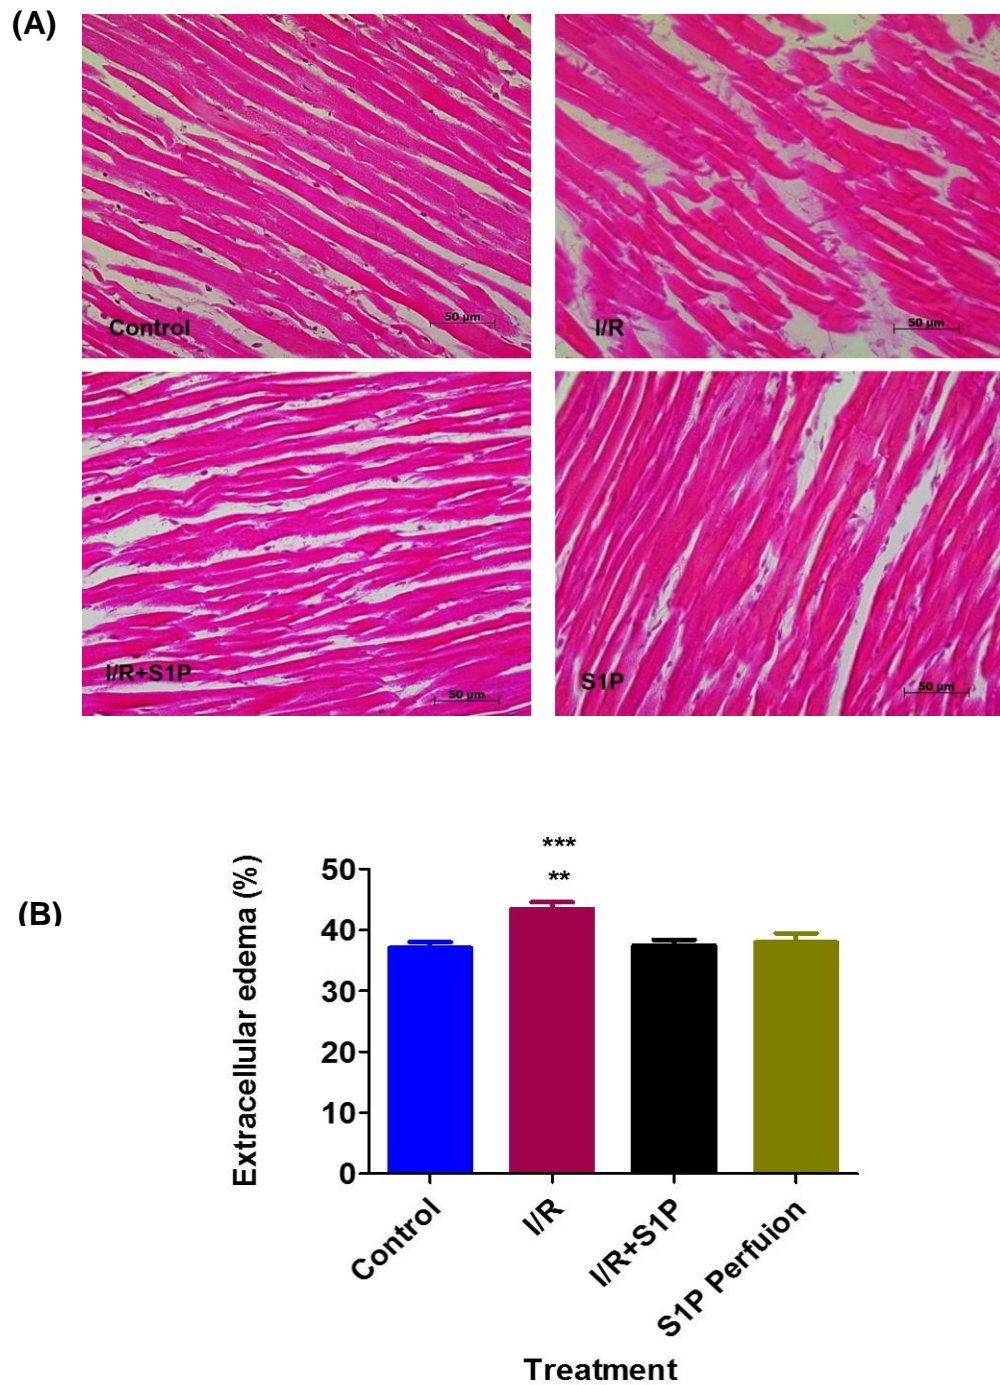 (A)
50 µm
Control
50 µm
I/R
50 µm
I/R+S1P
50 µm
S1P
(B)
Extracellular edema (%)
***
**
50
40
30
20
10
0
Control
I/R
I/R+S1P
S1P Perfuion
Treatment